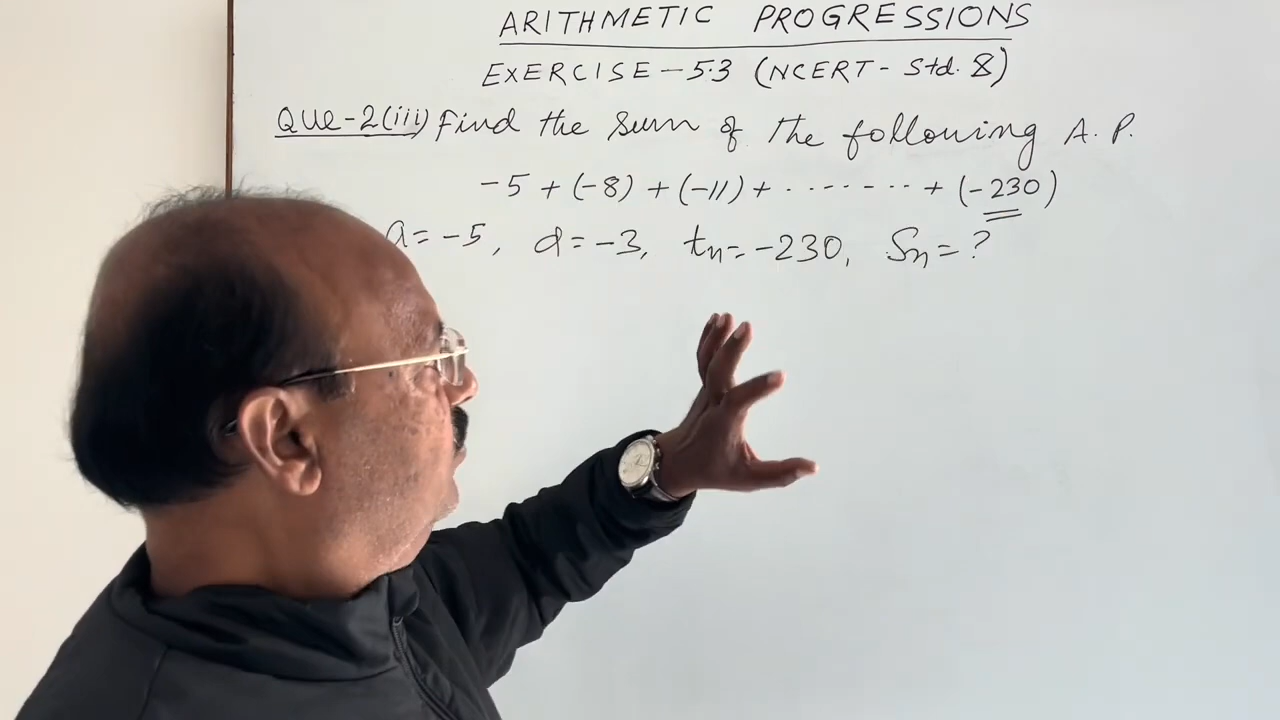 ARITHMETIC PROGRESSIONS
EXERCISE-5.3 (NCERT- Std. 8)
QUE-2(iii) Find the sum of the following A. P.
-5 + (-8) + (-11) + ........ + (-230)
a = -5, d = -3, tn = -230, Sn = ?